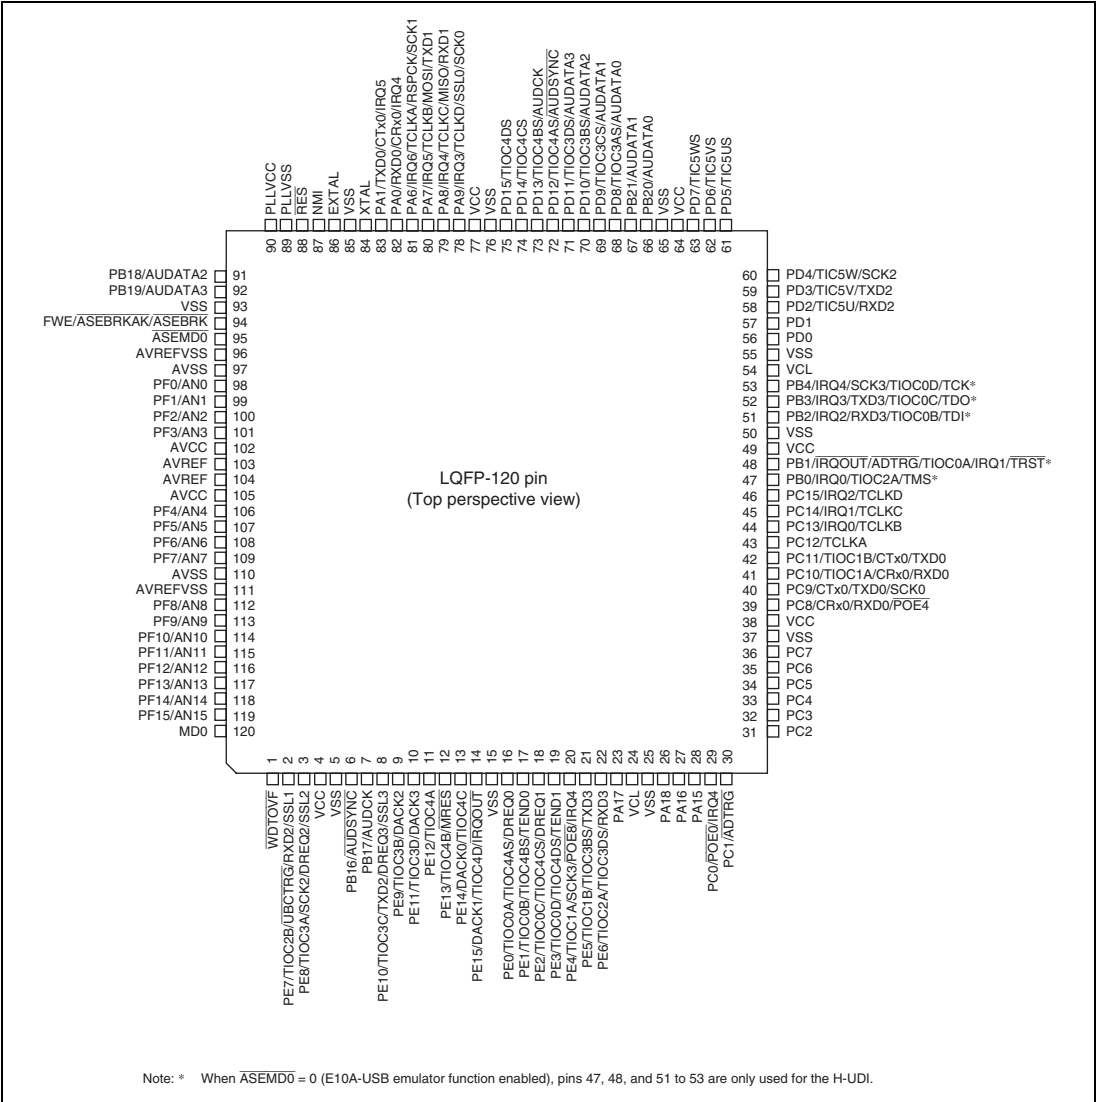 PLLVCC
PLLVSS
RES
NMI
EXTAL
VSS
XTAL
PA1/TXD0/CTx0/IRQ5
PA0/RXD0/CRx0/IRQ4
PA6/IRQ6/TCLKA/RSPCK/SCK1
PA7/IRQ5/TCLKB/MOSI/TXD1
PA8/IRQ4/TCLKC/MISO/RXD1
PA9/IRQ3/TCLKD/SSL0/SCK0
VCC
VSS
PD15/TIOC4DS
PD14/TIOC4CS
PD13/TIOC4BS/AUDCK
PD12/TIOC4AS/AUDSYNC
PD11/TIOC3DS/AUDATA3
PD10/TIOC3BS/AUDATA2
PD9/TIOC3CS/AUDATA1
PD8/TIOC3AS/AUDATA0
PB21/AUDATA1
PB20/AUDATA0
VSS
VCC
PD7/TIC5WS
PD6/TIC5VS
PD5/TIC5US
90 89 88 87 86 85 84 83 82 81 80 79 78 77 76 75 74 73 72 71 70 69 68 67 66 65 64 63 62 61
PB18/AUDATA2 91
PB19/AUDATA3 92
VSS 93
FWE/ASEBRKAK/ASEBRK 94
ASEMD0 95
AVREFVSS 96
AVSS 97
PF0/AN0 98
PF1/AN1 99
PF2/AN2 100
PF3/AN3 101
AVCC 102
AVREF 103
AVREF 104
AVCC 105
PF4/AN4 106
PF5/AN5 107
PF6/AN6 108
PF7/AN7 109
AVSS 110
AVREFVSS 111
PF8/AN8 112
PF9/AN9 113
PF10/AN10 114
PF11/AN11 115
PF12/AN12 116
PF13/AN13 117
PF14/AN14 118
PF15/AN15 119
MD0 120
LQFP-120 pin
(Top perspective view)
60 PD4/TIC5W/SCK2
59 PD3/TIC5V/TXD2
58 PD2/TIC5U/RXD2
57 PD1
56 PD0
55 VSS
54 VCL
53 PB4/IRQ4/SCK3/TIOC0D/TCK*
52 PB3/IRQ3/TXD3/TIOC0C/TDO*
51 PB2/IRQ2/RXD3/TIOC0B/TDI*
50 VSS
49 VCC
48 PB1/IRQOUT/ADTRG/TIOC0A/IRQ1/TRST*
47 PB0/IRQ0/TIOC2A/TMS*
46 PC15/IRQ2/TCLKD
45 PC14/IRQ1/TCLKC
44 PC13/IRQ0/TCLKB
43 PC12/TCLKA
42 PC11/TIOC1B/CTx0/TXD0
41 PC10/TIOC1A/CRx0/RXD0
40 PC9/CTx0/TXD0/SCK0
39 PC8/CRx0/RXD0/POE4
38 VCC
37 VSS
36 PC7
35 PC6
34 PC5
33 PC4
32 PC3
31 PC2
1 2 3 4 5 6 7 8 9 10 11 12 13 14 15 16 17 18 19 20 21 22 23 24 25 26 27 28 29 30
WDTOVF
PE7/TIOC2B/UBCTRG/RXD2/SSL1
PE8/TIOC3A/SCK2/DREQ2/SSL2
VCC
VSS
PB16/AUDSYNC
PB17/AUDCK
PE10/TIOC3C/TXD2/DREQ3/SSL3
PE9/TIOC3B/DACK2
PE11/TIOC3D/DACK3
PE12/TIOC4A
PE13/TIOC4B/MRES
PE14/DACK0/TIOC4C
PE15/DACK1/TIOC4D/IRQOUT
VSS
PE0/TIOC0A/TIOC4AS/DREQ0
PE1/TIOC0B/TIOC4BS/TEND0
PE2/TIOC0C/TIOC4CS/DREQ1
PE3/TIOC0D/TIOC4DS/TEND1
PE4/TIOC1A/SCK3/POE8/IRQ4
PE5/TIOC1B/TIOC3BS/TXD3
PE6/TIOC2A/TIOC3DS/RXD3
PA17
VCL
VSS
PA18
PA16
PA15
PC0/POE0/IRQ4
PC1/ADTRG
Note: * When ASEMD0 = 0 (E10A-USB emulator function enabled), pins 47, 48, and 51 to 53 are only used for the H-UDI.